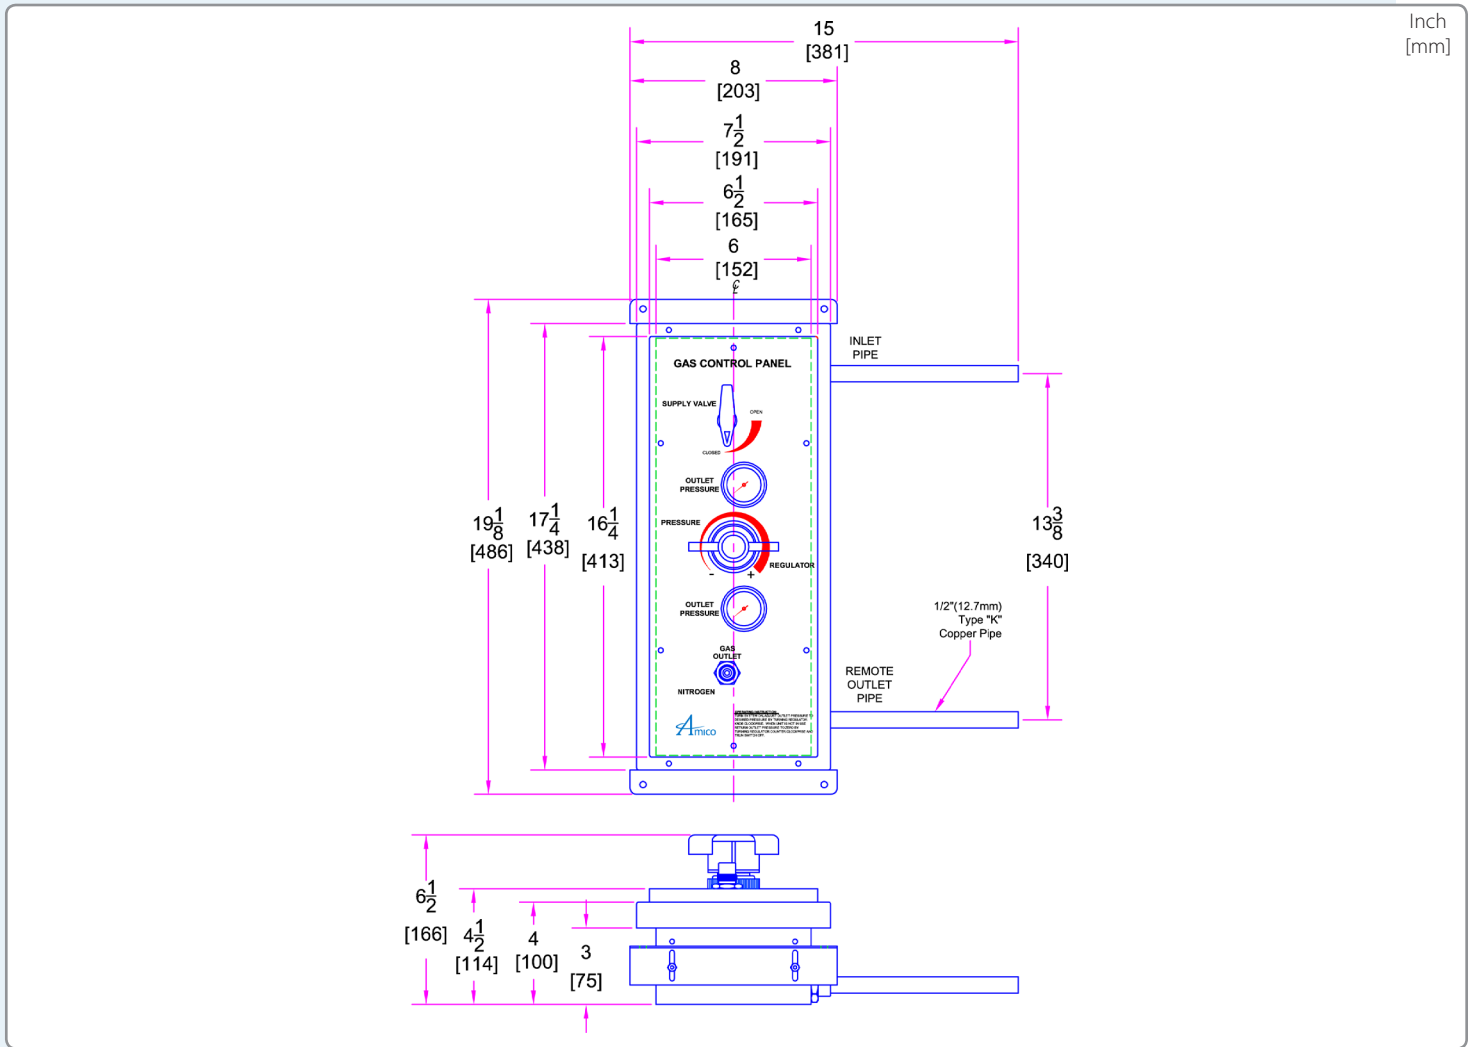 Inch
[mm]
15
[381]
8
[203]
7 1/2
[191]
6 1/2
[165]
6
[152]
℄
INLET
PIPE
GAS CONTROL PANEL
SUPPLY VALVE
OPEN
CLOSED
OUTLET
PRESSURE
PRESSURE
REGULATOR
- +
OUTLET
PRESSURE
GAS
OUTLET
NITROGEN
Amico
19 1/8
[486]
17 1/4
[438]
16 1/4
[413]
13 3/8
[340]
1/2"(12.7mm)
Type "K"
Copper Pipe
REMOTE
OUTLET
PIPE
6 1/2
[166]
4 1/2
[114]
4
[100]
3
[75]